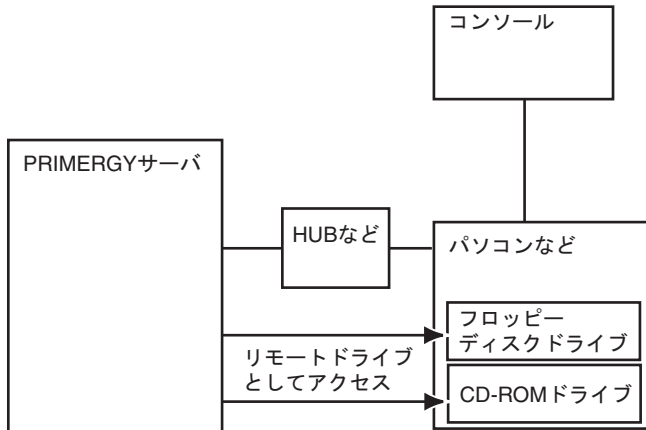 コンソール
PRIMERGYサーバ
HUBなど
パソコンなど
フロッピー
ディスクドライブ
リモートドライブ
としてアクセス
CD-ROMドライブ